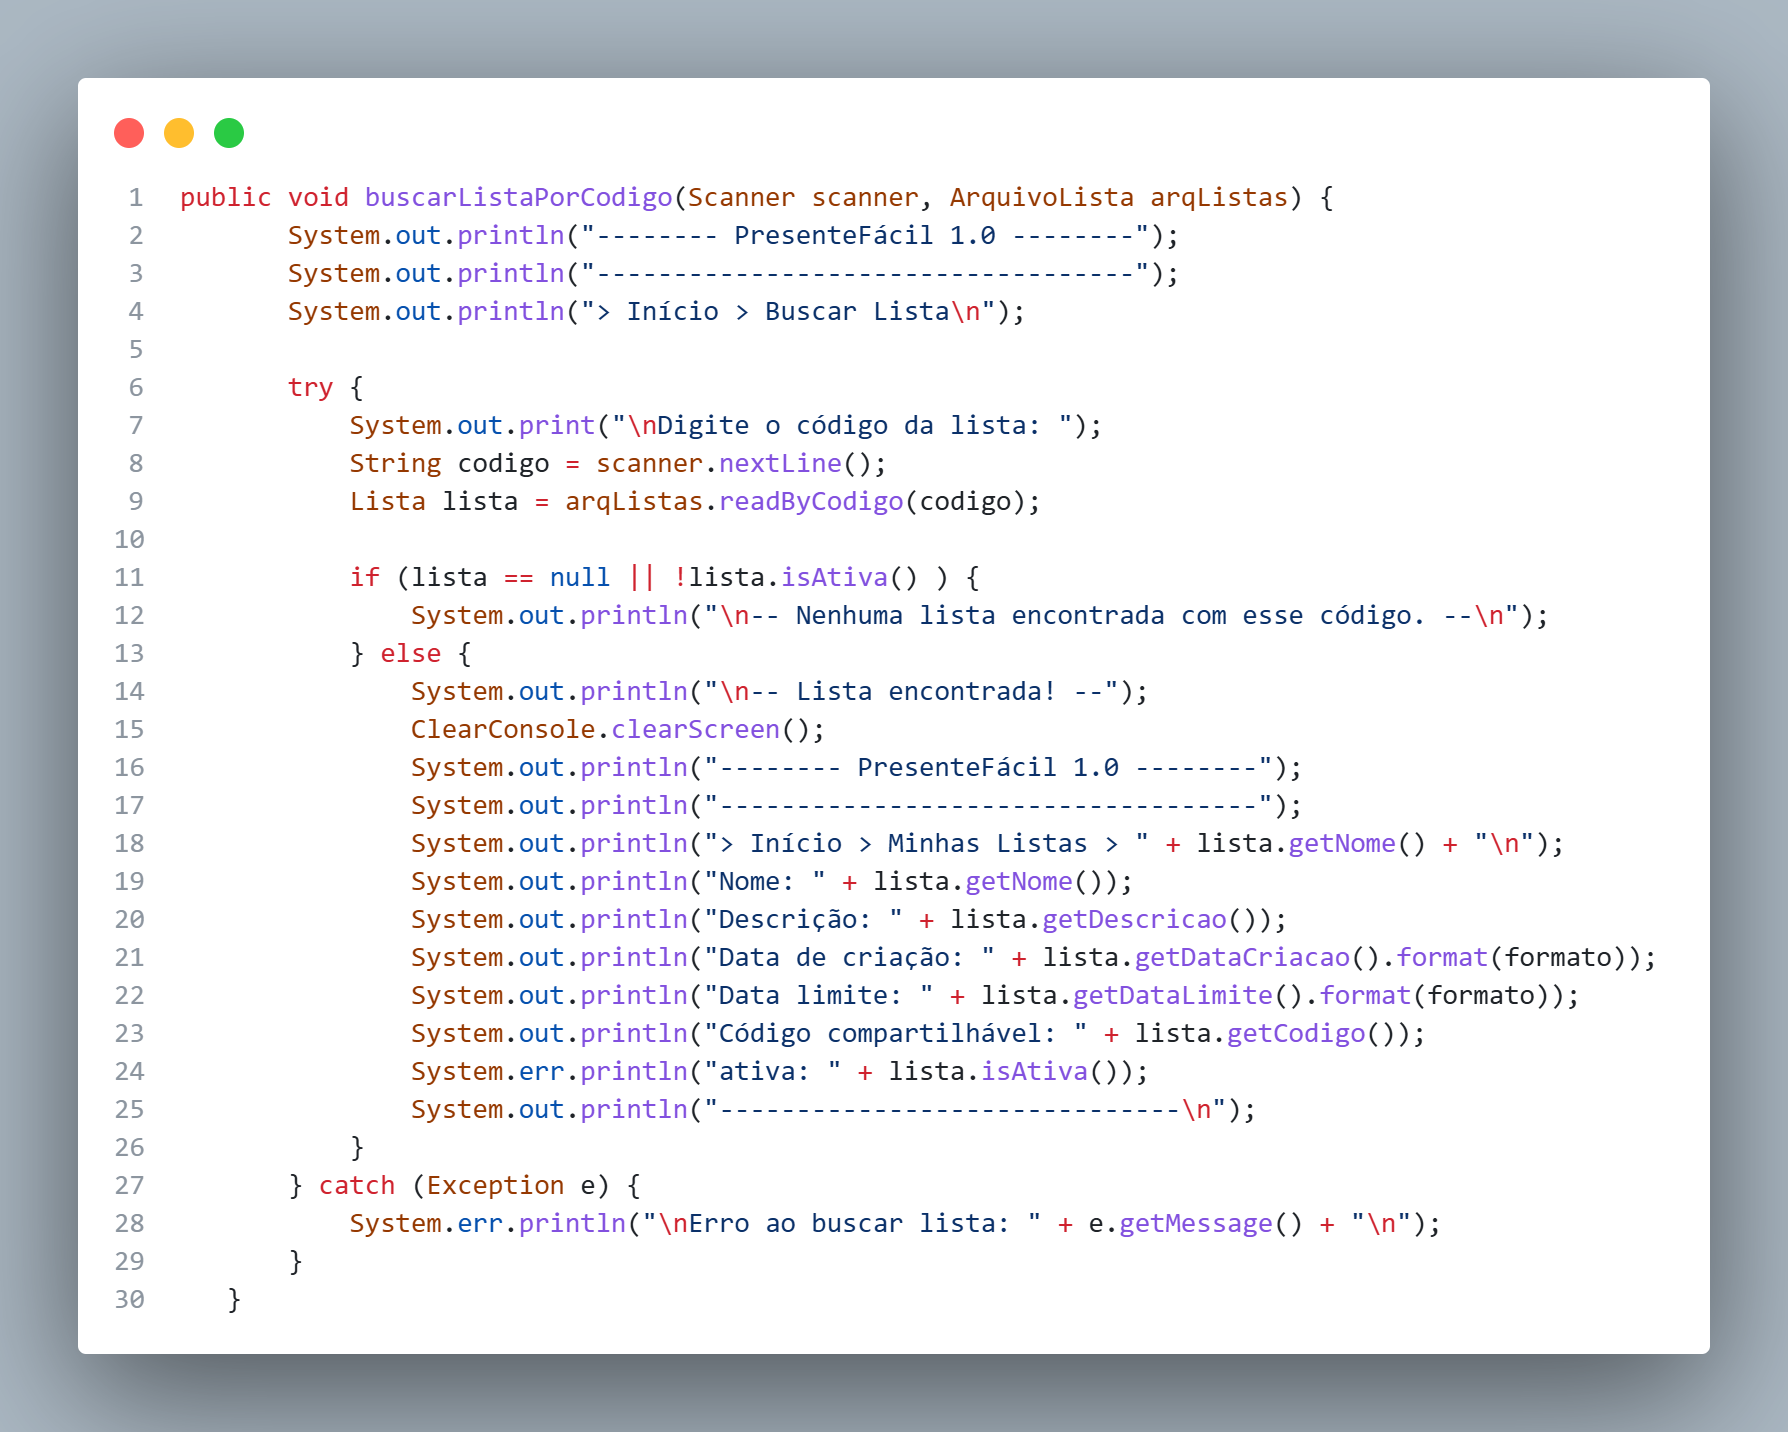 1 public void buscarListaPorCodigo(Scanner scanner, ArquivoLista arqListas) {
2 System.out.println("-------- PresenteFácil 1.0 --------");
3 System.out.println("-----------------------------------");
4 System.out.println("> Início > Buscar Lista\n");
5
6 try {
7 System.out.print("\nDigite o código da lista: ");
8 String codigo = scanner.nextLine();
9 Lista lista = arqListas.readByCodigo(codigo);
10
11 if (lista == null || !lista.isAtiva() ) {
12 System.out.println("\n-- Nenhuma lista encontrada com esse código. --\n");
13 } else {
14 System.out.println("\n-- Lista encontrada! --");
15 ClearConsole.clearScreen();
16 System.out.println("-------- PresenteFácil 1.0 --------");
17 System.out.println("-----------------------------------");
18 System.out.println("> Início > Minhas Listas > " + lista.getNome() + "\n");
19 System.out.println("Nome: " + lista.getNome());
20 System.out.println("Descrição: " + lista.getDescricao());
21 System.out.println("Data de criação: " + lista.getDataCriacao().format(formato));
22 System.out.println("Data limite: " + lista.getDataLimite().format(formato));
23 System.out.println("Código compartilhável: " + lista.getCodigo());
24 System.err.println("ativa: " + lista.isAtiva());
25 System.out.println("------------------------------\n");
26 }
27 } catch (Exception e) {
28 System.err.println("\nErro ao buscar lista: " + e.getMessage() + "\n");
29 }
30 }